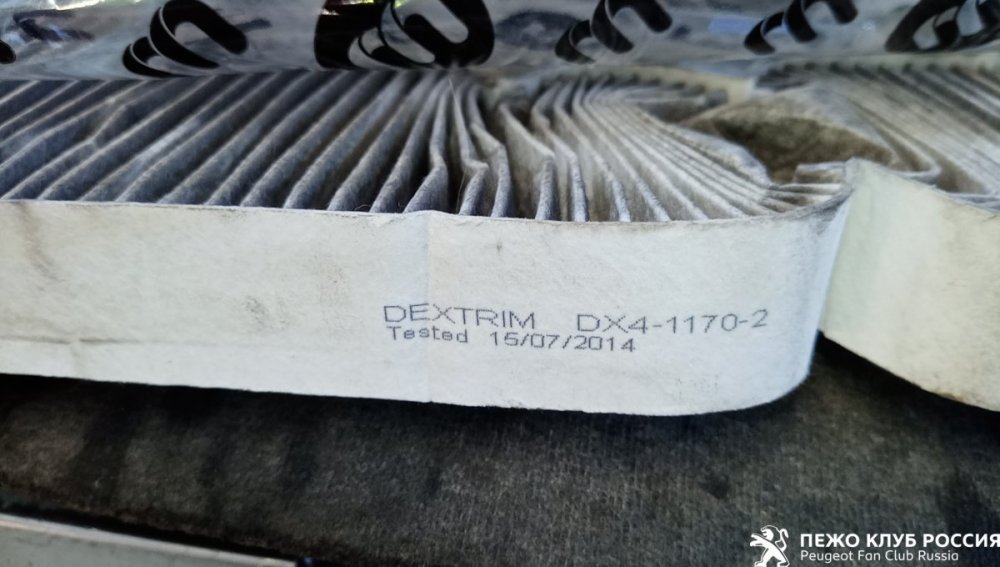 DEXTRIM DX4-1170-2
Tested 15/07/2014
ПЕЖО КЛУБ РОССИЯ
Peugeot Fan Club Russia